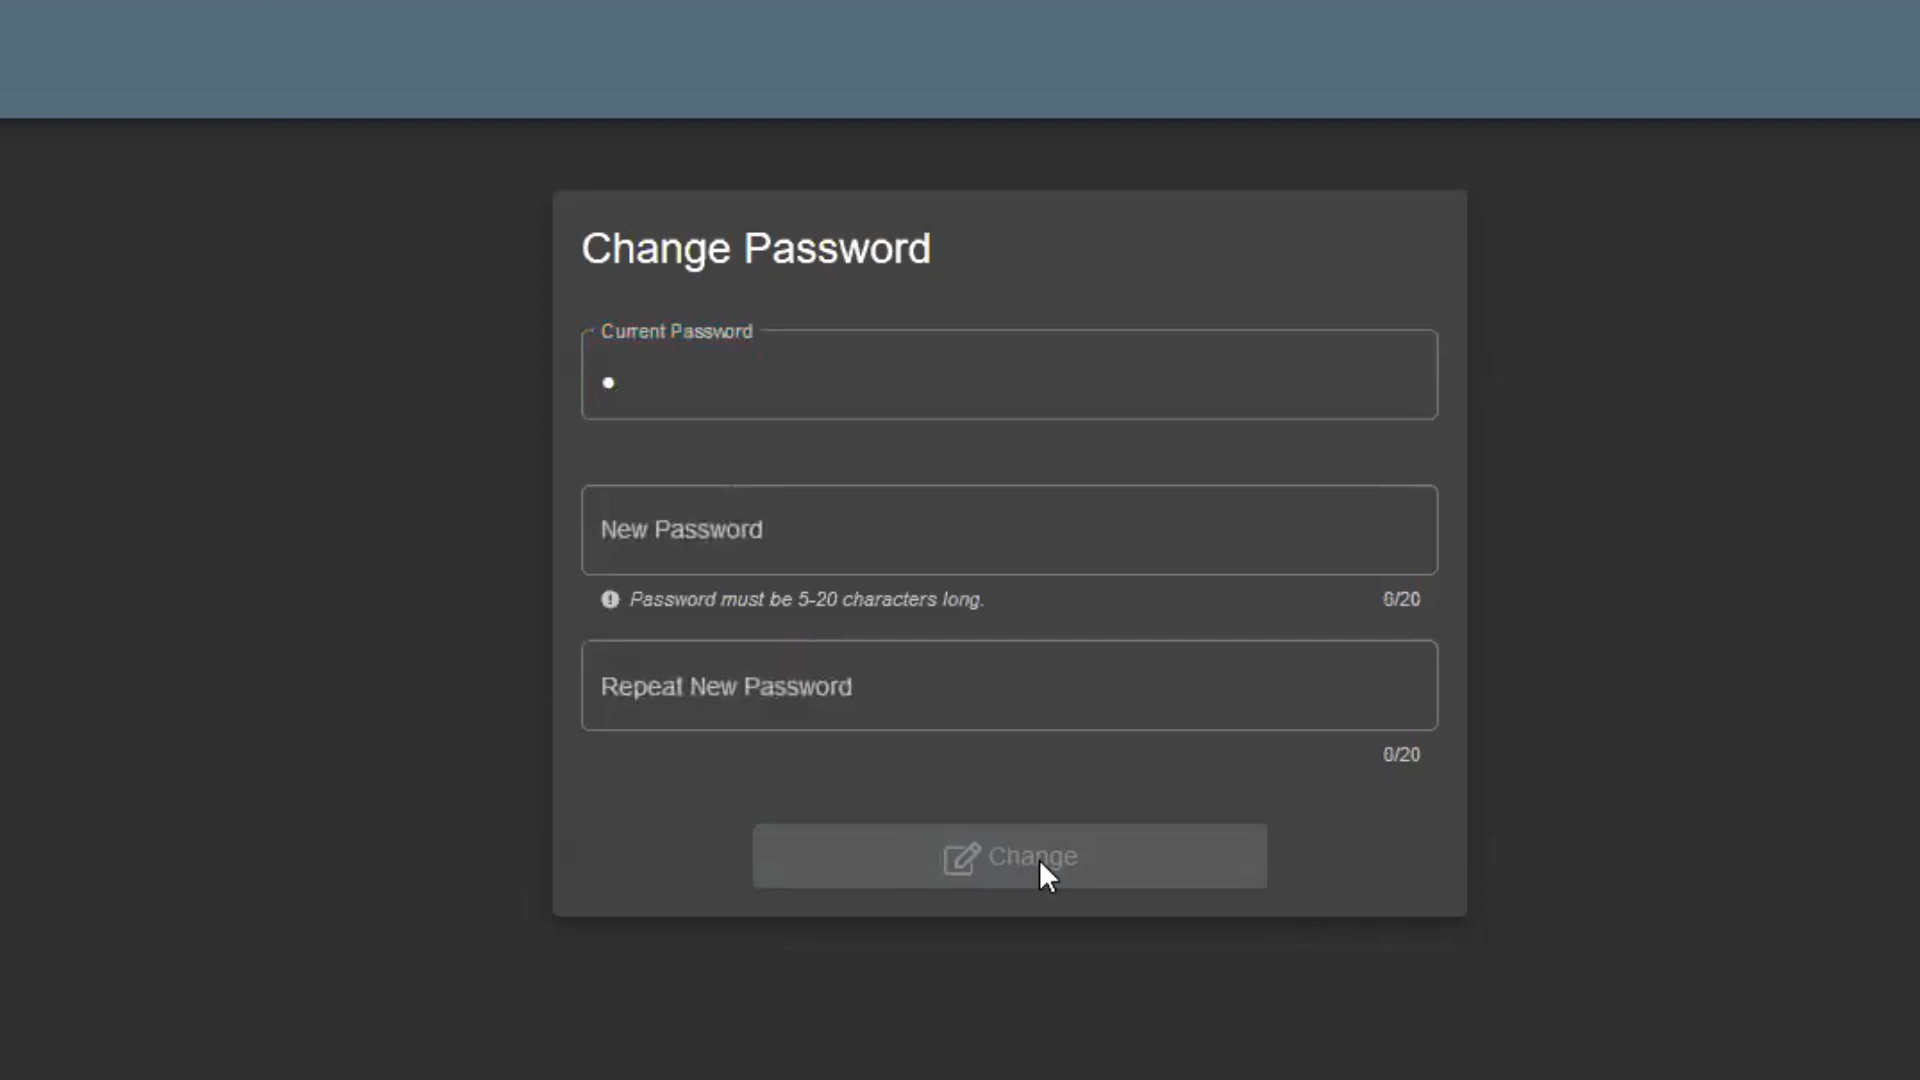 Change Password
Current Password
•
New Password
Password must be 5-20 characters long.
0/20
Repeat New Password
0/20
Change